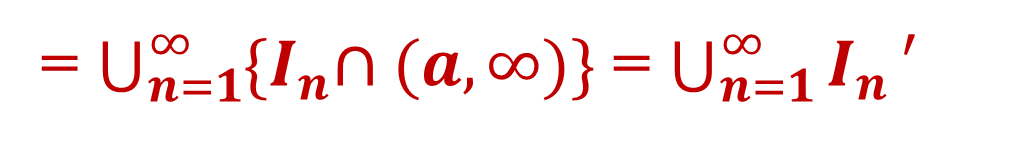 = ⋃_{n=1}^{∞}{I_n∩ (a, ∞)} = ⋃_{n=1}^{∞} I_n ′